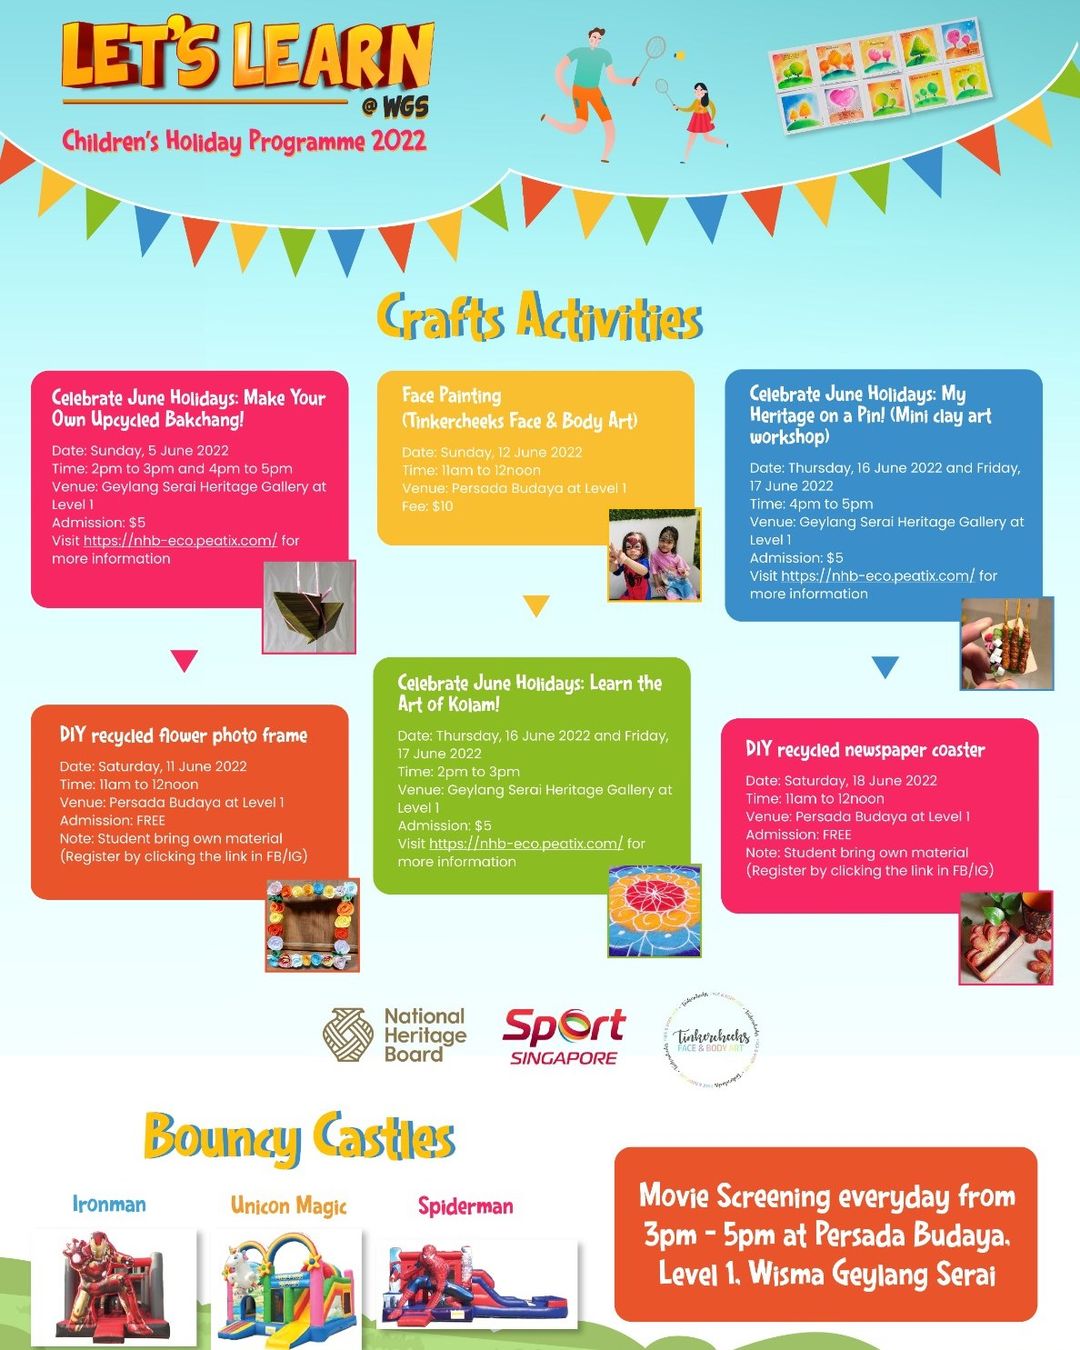 LET'S LEARN
@ WGS
Children's Holiday Programme 2022
Crafts Activities
Celebrate June Holidays: Make Your
Own Upcycled Bakchang!
Date: Sunday, 5 June 2022
Time: 2pm to 3pm and 4pm to 5pm
Venue: Geylang Serai Heritage Gallery at
Level 1
Admission: $5
Visit https://nhb-eco.peatix.com/ for
more information
Face Painting
(Tinkercheeks Face & Body Art)
Date: Sunday, 12 June 2022
Time: 11am to 12noon
Venue: Persada Budaya at Level 1
Fee: $10
Celebrate June Holidays: My
Heritage on a Pin! (Mini clay art
workshop)
Date: Thursday, 16 June 2022 and Friday,
17 June 2022
Time: 4pm to 5pm
Venue: Geylang Serai Heritage Gallery at
Level 1
Admission: $5
Visit https://nhb-eco.peatix.com/ for
more information
DIY recycled flower photo frame
Date: Saturday, 11 June 2022
Time: 11am to 12noon
Venue: Persada Budaya at Level 1
Admission: FREE
Note: Student bring own material
(Register by clicking the link in FB/IG)
Celebrate June Holidays: Learn the
Art of Kolam!
Date: Thursday, 16 June 2022 and Friday,
17 June 2022
Time: 2pm to 3pm
Venue: Geylang Serai Heritage Gallery at
Level 1
Admission: $5
Visit https://nhb-eco.peatix.com/ for
more information
DIY recycled newspaper coaster
Date: Saturday, 18 June 2022
Time: 11am to 12noon
Venue: Persada Budaya at Level 1
Admission: FREE
Note: Student bring own material
(Register by clicking the link in FB/IG)
National
Heritage
Board
Sport
SINGAPORE
Tinkercheeks
FACE & BODY ART
Bouncy Castles
Ironman
Unicon Magic
Spiderman
Movie Screening everyday from
3pm - 5pm at Persada Budaya,
Level 1, Wisma Geylang Serai